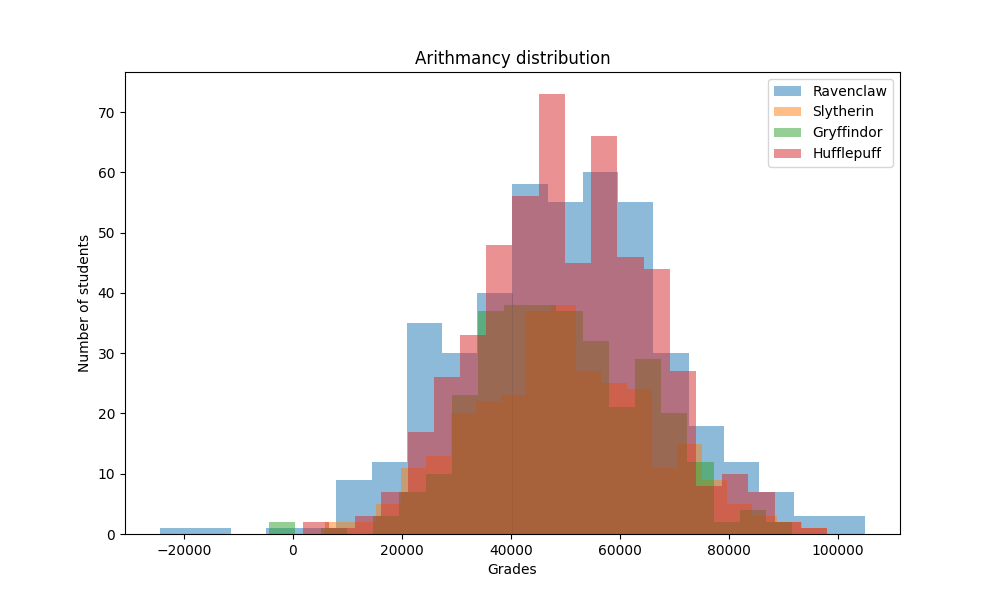 Arithmancy distribution
Ravenclaw
Slytherin
Gryffindor
Hufflepuff
Number of students
70
60
50
40
30
20
10
0
−20000 0 20000 40000 60000 80000 100000
Grades